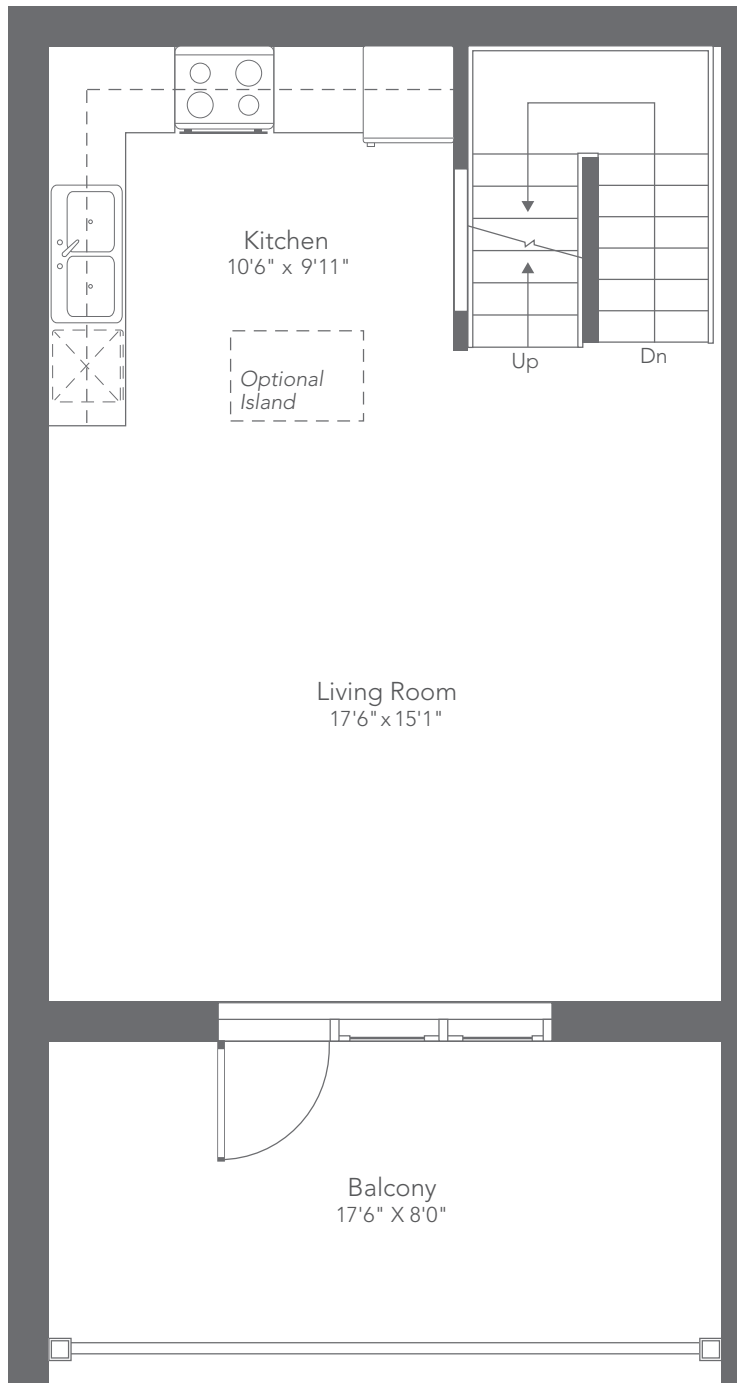 Kitchen
10'6" x 9'11"
Optional
Island
Up
Dn
Living Room
17'6" x 15'1"
Balcony
17'6" X 8'0"